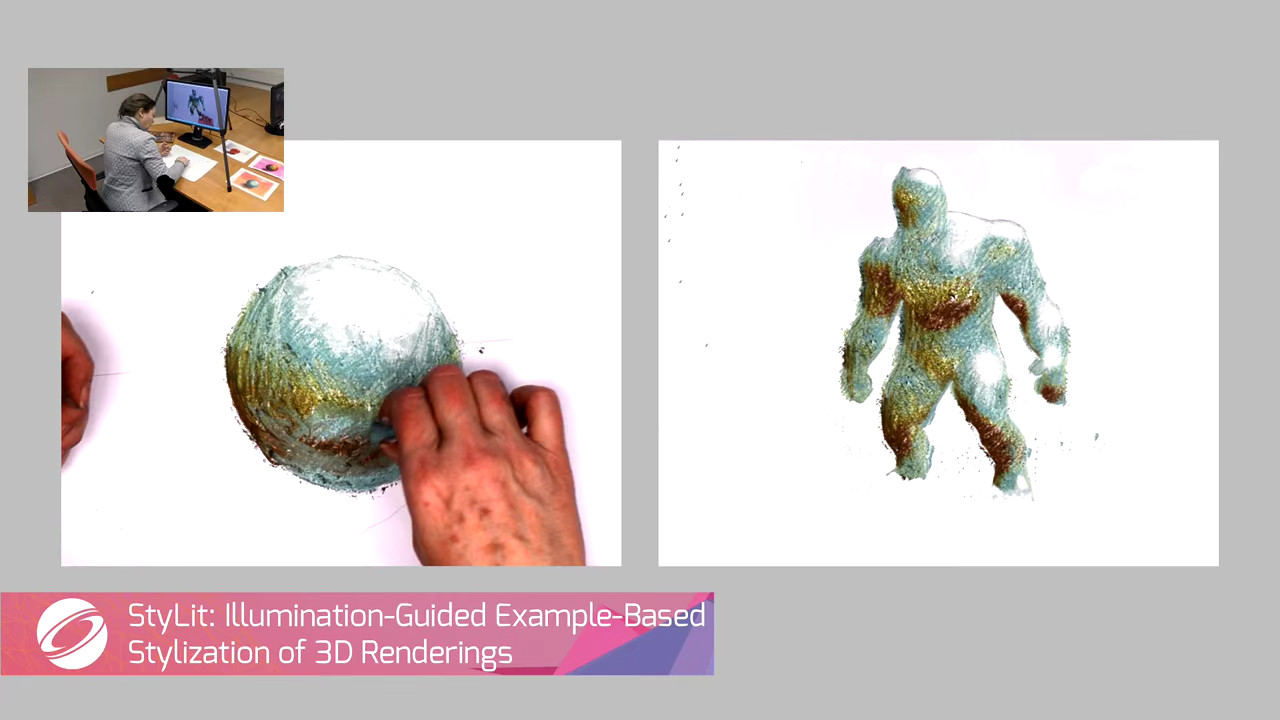 StyLit: Illumination-Guided Example-Based
Stylization of 3D Renderings